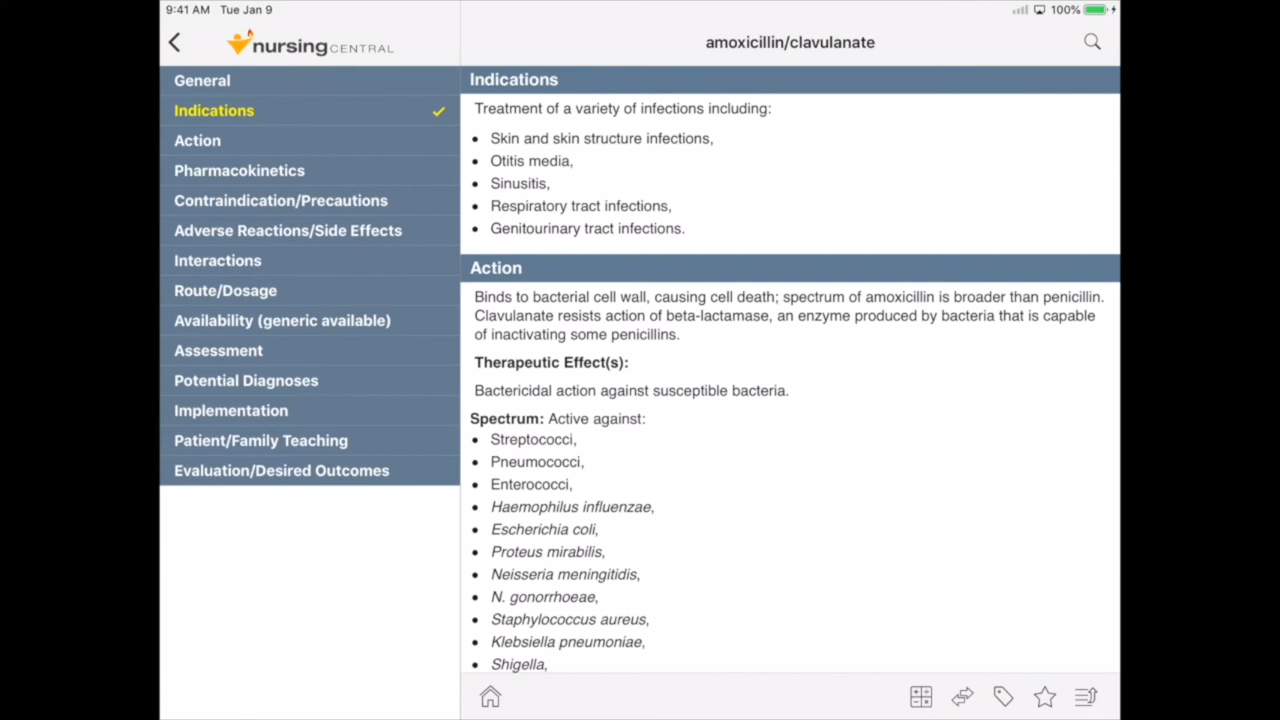 9:41 AM Tue Jan 9
100%
nursing CENTRAL
amoxicillin/clavulanate
General
Indications
Action
Pharmacokinetics
Contraindication/Precautions
Adverse Reactions/Side Effects
Interactions
Route/Dosage
Availability (generic available)
Assessment
Potential Diagnoses
Implementation
Patient/Family Teaching
Evaluation/Desired Outcomes
Indications
Treatment of a variety of infections including:
• Skin and skin structure infections,
• Otitis media,
• Sinusitis,
• Respiratory tract infections,
• Genitourinary tract infections.
Action
Binds to bacterial cell wall, causing cell death; spectrum of amoxicillin is broader than penicillin.
Clavulanate resists action of beta-lactamase, an enzyme produced by bacteria that is capable
of inactivating some penicillins.
Therapeutic Effect(s):
Bactericidal action against susceptible bacteria.
Spectrum: Active against:
• Streptococci,
• Pneumococci,
• Enterococci,
• Haemophilus influenzae,
• Escherichia coli,
• Proteus mirabilis,
• Neisseria meningitidis,
• N. gonorrhoeae,
• Staphylococcus aureus,
• Klebsiella pneumoniae,
• Shigella,